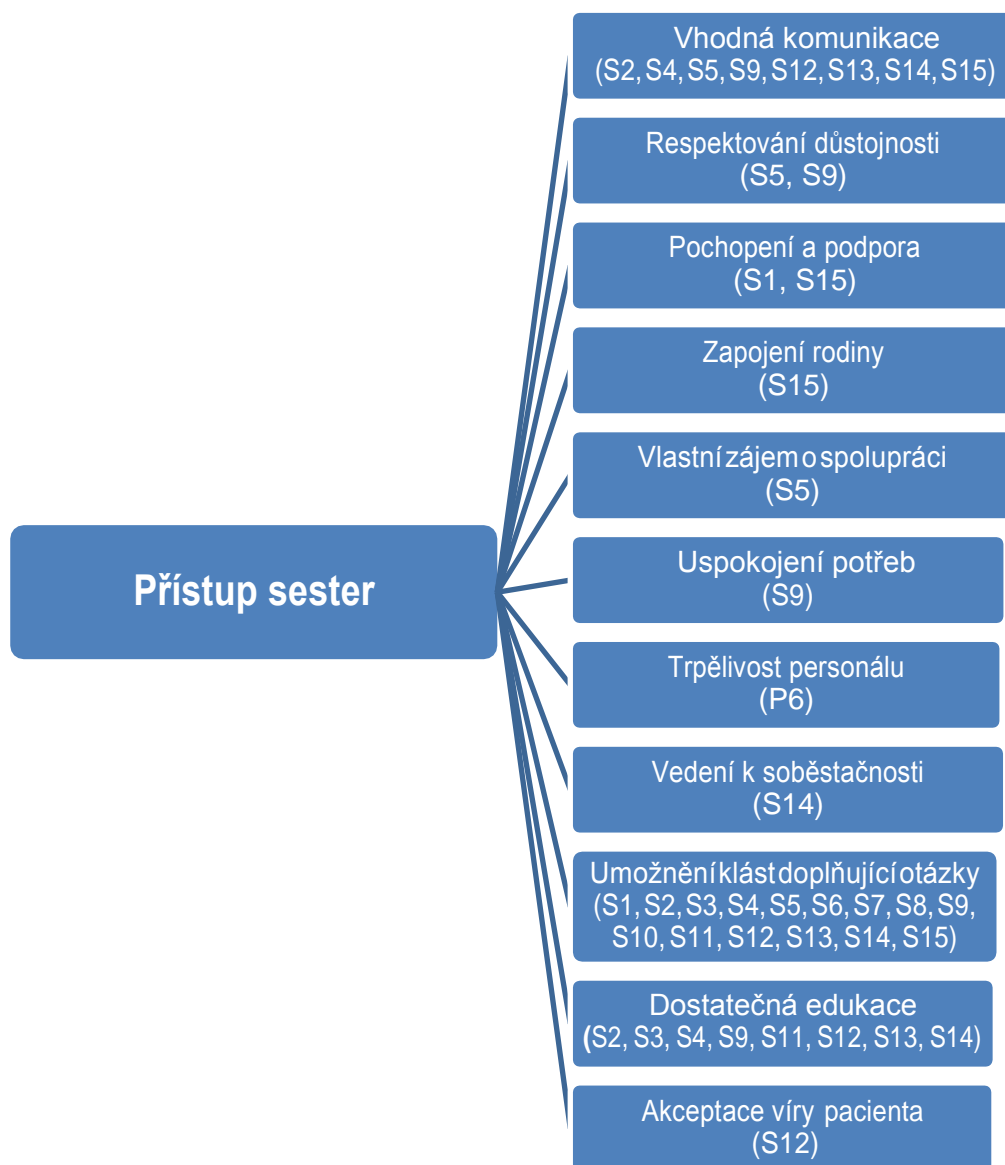 Vhodná komunikace
(S2, S4, S5, S9, S12, S13, S14, S15)
Respektování důstojnosti
(S5, S9)
Pochopení a podpora
(S1, S15)
Zapojení rodiny
(S15)
Vlastní zájem o spolupráci
(S5)
Přístup sester
Uspokojení potřeb
(S9)
Trpělivost personálu
(P6)
Vedení k soběstačnosti
(S14)
Umožnění klást doplňující otázky
(S1, S2, S3, S4, S5, S6, S7, S8, S9,
S10, S11, S12, S13, S14, S15)
Dostatečná edukace
(S2, S3, S4, S9, S11, S12, S13, S14)
Akceptace víry pacienta
(S12)